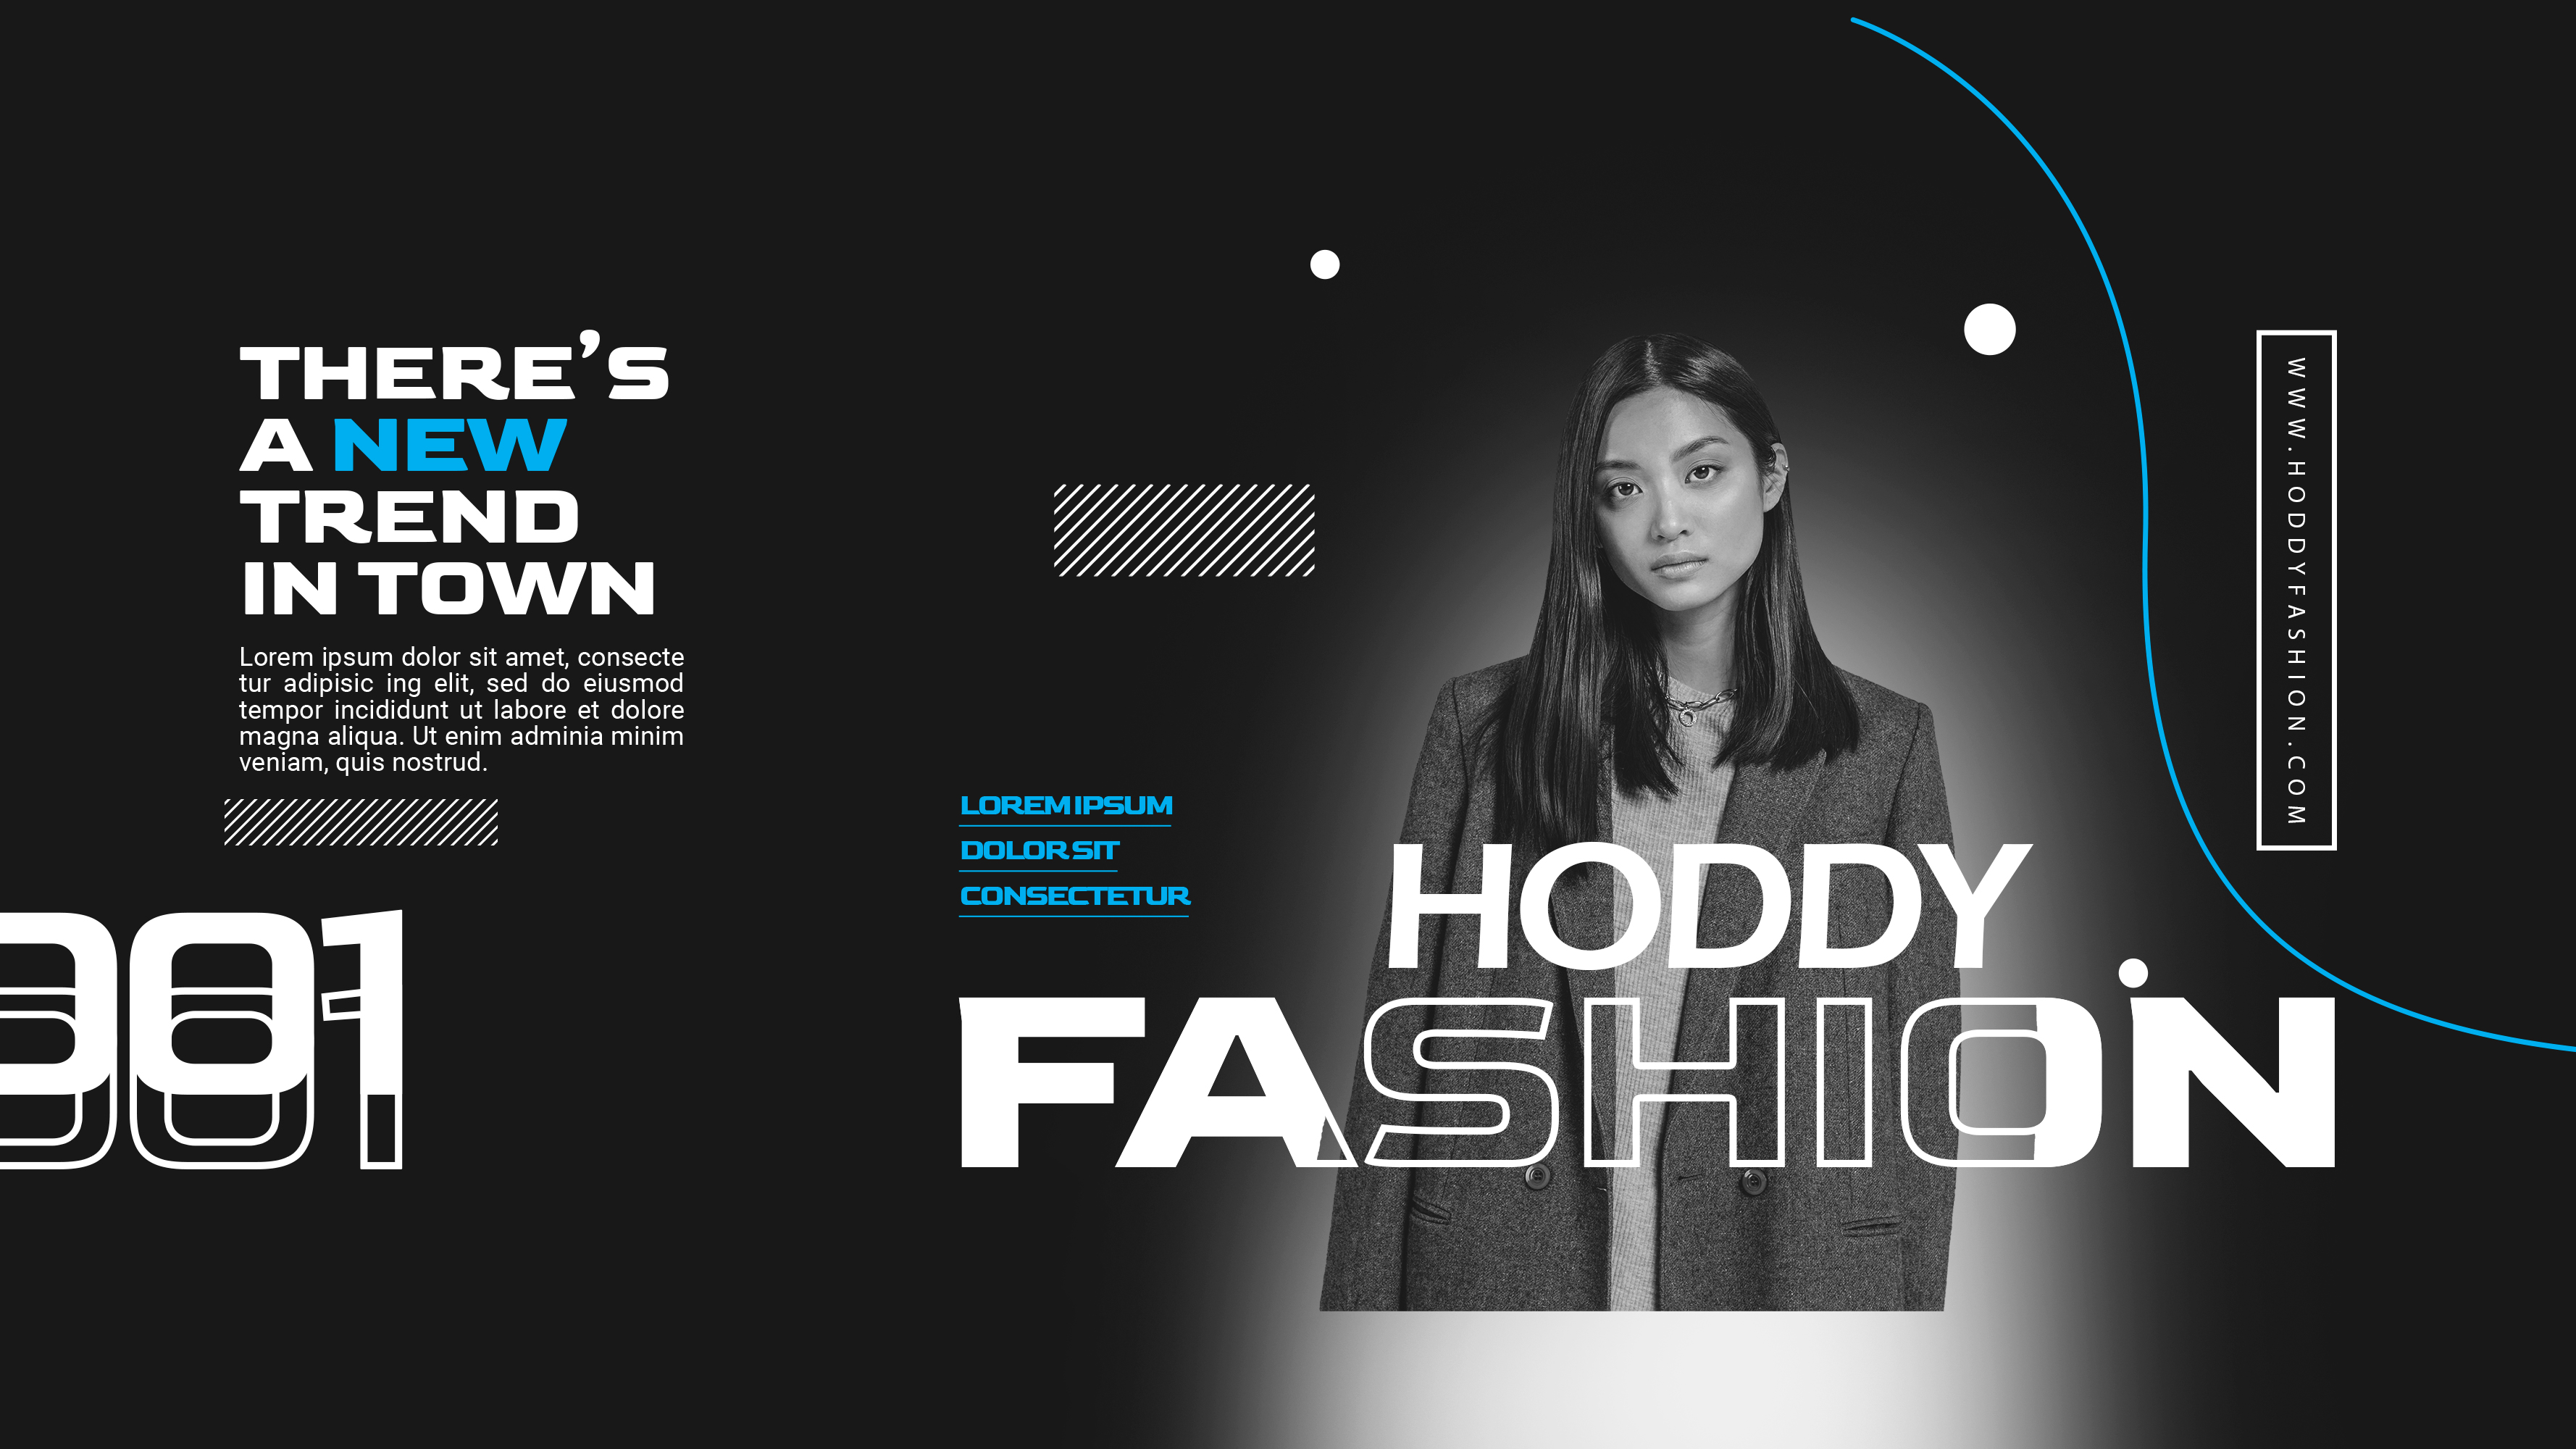 THERE’S
A NEW
TREND
IN TOWN
Lorem ipsum dolor sit amet, consecte
tur adipisic ing elit, sed do eiusmod
tempor incididunt ut labore et dolore
magna aliqua. Ut enim adminia minim
veniam, quis nostrud.
001
LOREM IPSUM
DOLOR SIT
CONSECTETUR
HODDY
FASHION
WWW.HODDYFASHION.COM